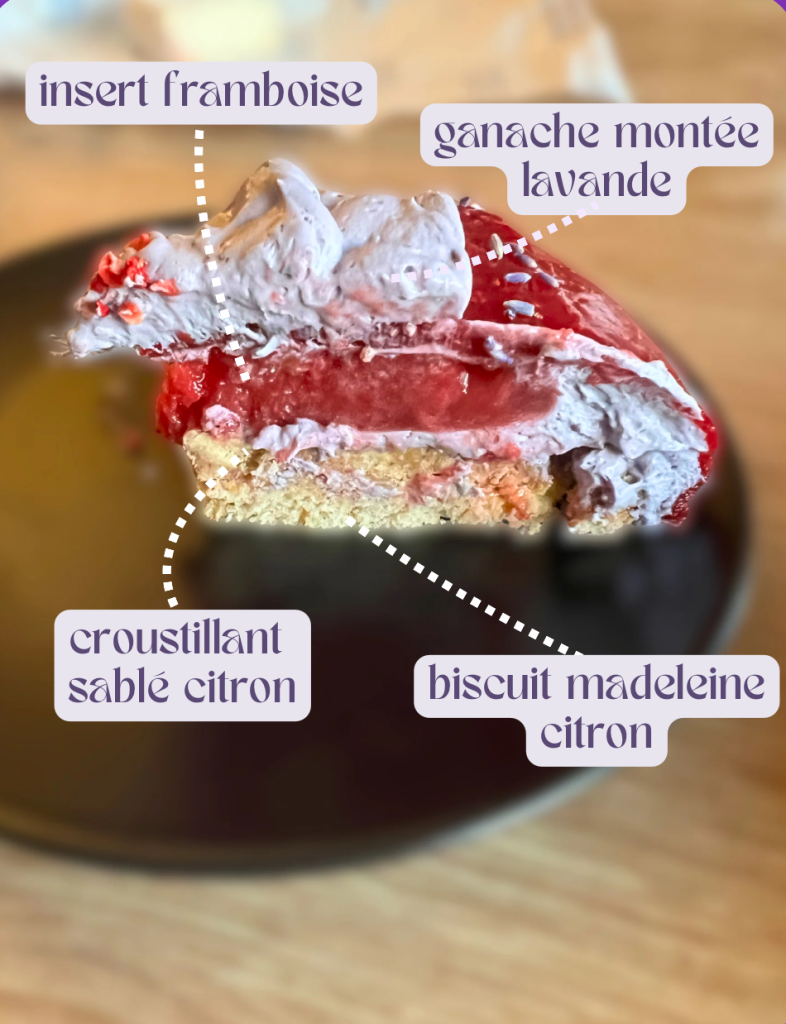 insert framboise
ganache montée
lavande
croustillant
sablé citron
biscuit madeleine
citron